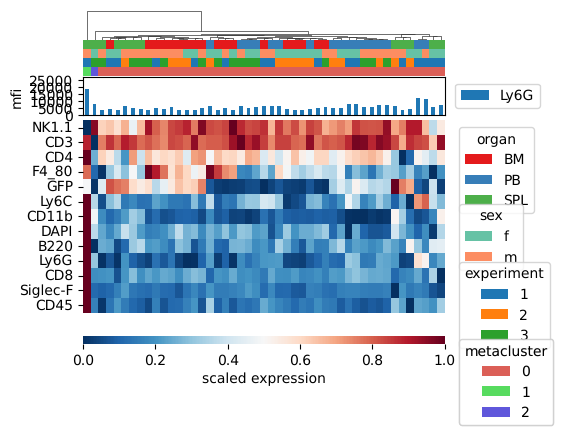 25000
20000
15000
10000
5000
0
mfi
Ly6G
NK1.1
CD3
CD4
F4_80
GFP
Ly6C
CD11b
DAPI
B220
Ly6G
CD8
Siglec-F
CD45
organ
BM
PB
SPL
sex
f
m
experiment
1
2
3
metacluster
0
1
2
0.0 0.2 0.4 0.6 0.8 1.0
scaled expression